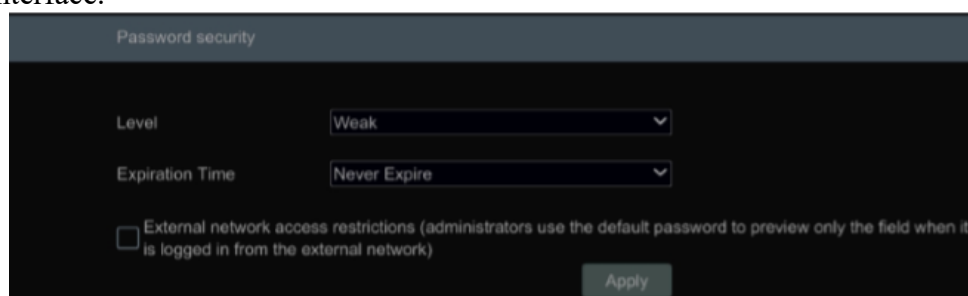 Password security
Level Weak
Expiration Time Never Expire
External network access restrictions (administrators use the default password to preview only the field when it
is logged in from the external network)
Apply